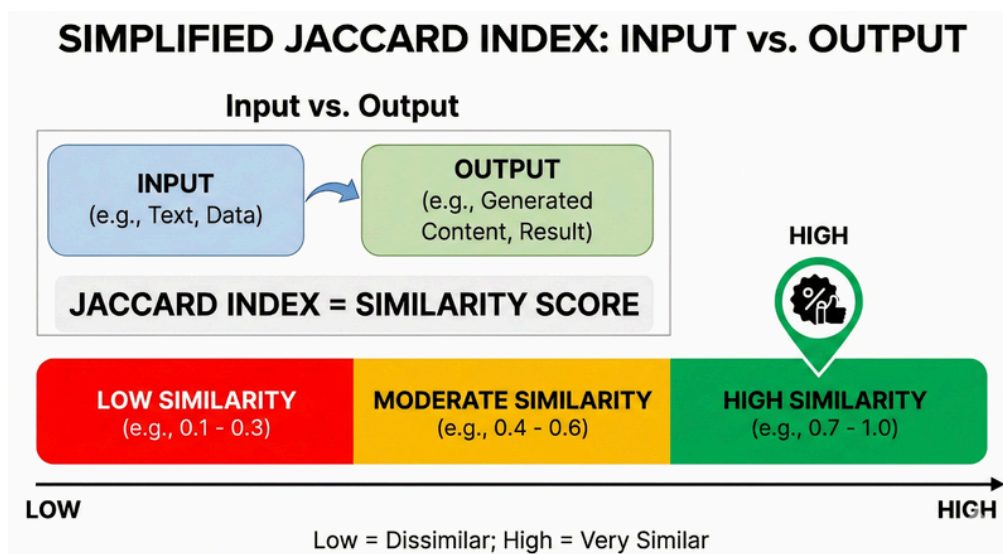 SIMPLIFIED JACCARD INDEX: INPUT vs. OUTPUT
Input vs. Output
INPUT
(e.g., Text, Data)
OUTPUT
(e.g., Generated
Content, Result)
JACCARD INDEX = SIMILARITY SCORE
HIGH
%
LOW SIMILARITY
(e.g., 0.1 - 0.3)
MODERATE SIMILARITY
(e.g., 0.4 - 0.6)
HIGH SIMILARITY
(e.g., 0.7 - 1.0)
LOW
HIGH
Low = Dissimilar; High = Very Similar